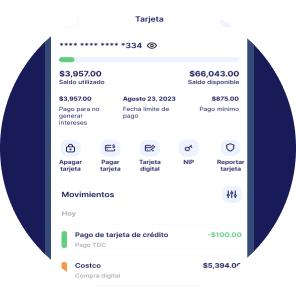 Tarjeta
**** **** **** *334
$3,957.00 $66,043.00
Saldo utilizado Saldo disponible
$3,957.00 Agosto 23, 2023 $875.00
Pago para no Fecha límite de Pago mínimo
generar pago
intereses
Apagar Pagar Tarjeta NIP Reportar
tarjeta tarjeta digital tarjeta
Movimientos
Hoy
Pago de tarjeta de crédito -$100.00
Pago TDC
Costco $5,394.0
Compra digital